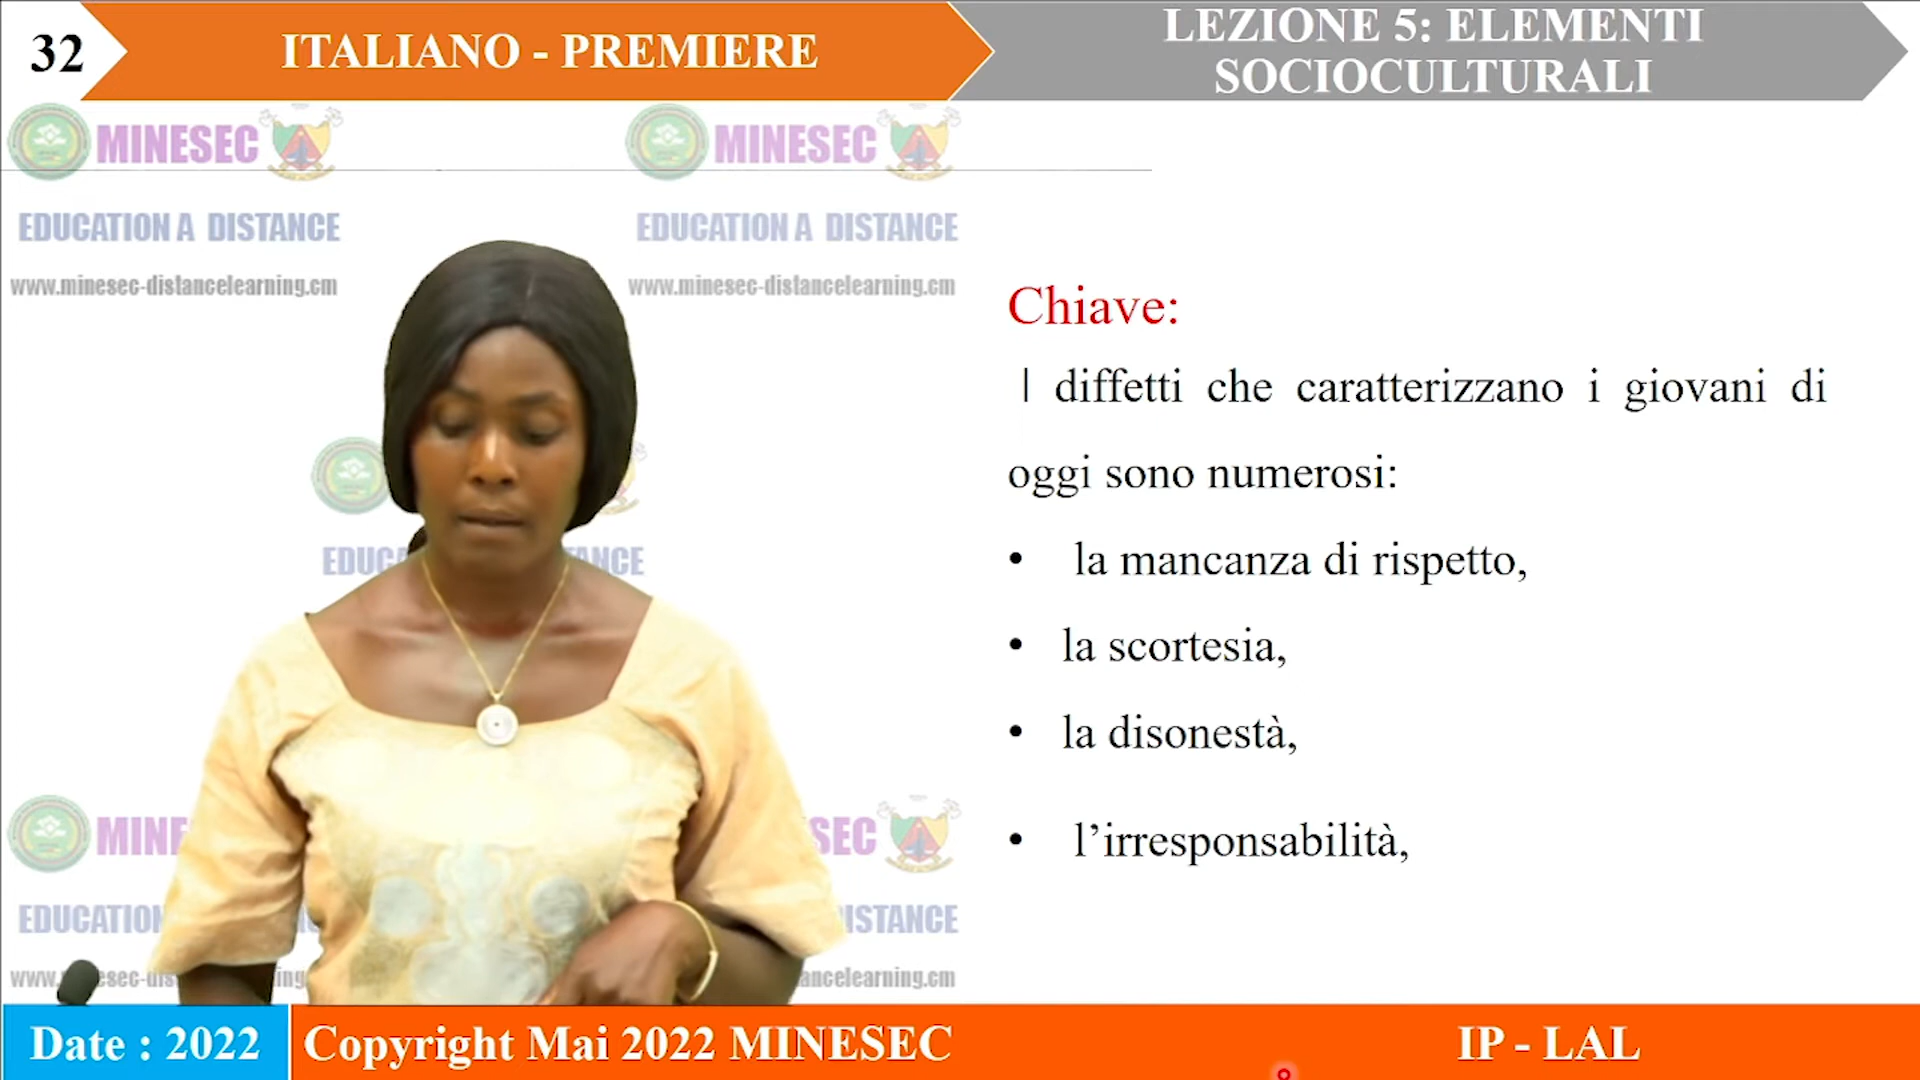 32
ITALIANO - PREMIERE
LEZIONE 5: ELEMENTI
SOCIOCULTURALI
MINESEC
MINESEC
EDUCATION A DISTANCE
EDUCATION A DISTANCE
www.minesec-distancelearning.cm
www.minesec-distancelearning.cm
Chiave:
I diffetti che caratterizzano i giovani di
oggi sono numerosi:
• la mancanza di rispetto,
• la scortesia,
• la disonestà,
• l’irresponsabilità,
Date : 2022
Copyright Mai 2022 MINESEC
IP - LAL